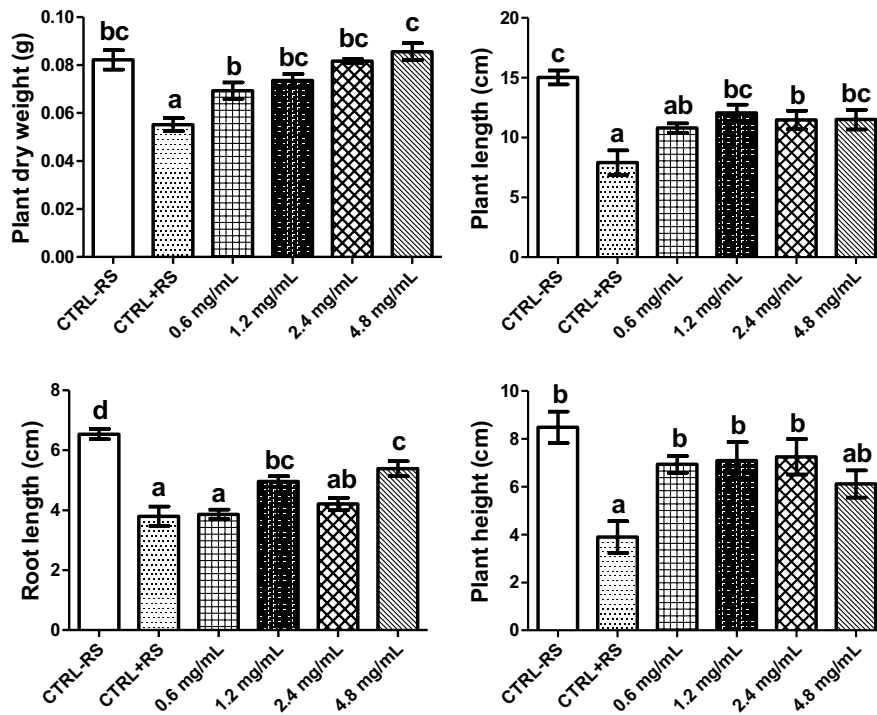 Plant dry weight (g)
0.10
0.08
0.06
0.04
0.02
0.00
bc
a
b
bc
bc
c
CTRL-RS
CTRL+RS
0.6 mg/mL
1.2 mg/mL
2.4 mg/mL
4.8 mg/mL
Plant length (cm)
20
15
10
5
0
c
a
ab
bc
b
bc
CTRL-RS
CTRL+RS
0.6 mg/mL
1.2 mg/mL
2.4 mg/mL
4.8 mg/mL
Root length (cm)
8
6
4
2
0
d
a
a
bc
ab
c
CTRL-RS
CTRL+RS
0.6 mg/mL
1.2 mg/mL
2.4 mg/mL
4.8 mg/mL
Plant height (cm)
10
8
6
4
2
0
b
a
b
b
b
ab
CTRL-RS
CTRL+RS
0.6 mg/mL
1.2 mg/mL
2.4 mg/mL
4.8 mg/mL